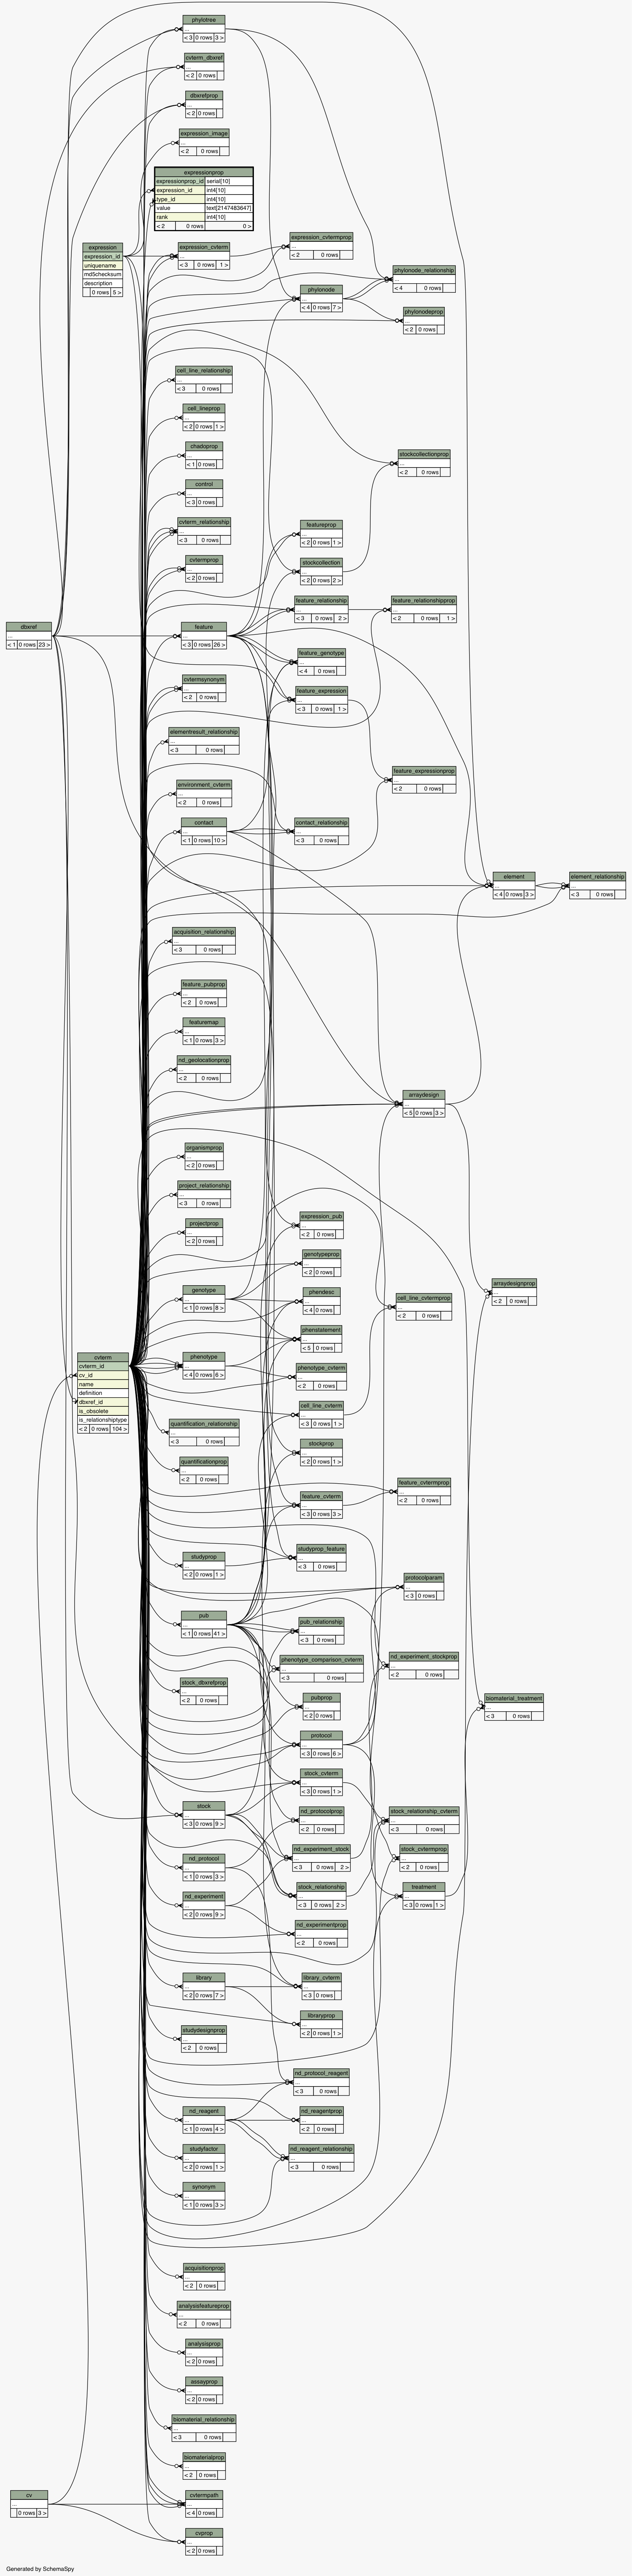 phylotree
...
< 3 0 rows 3 >
cvterm_dbxref
...
< 2 0 rows
dbxrefprop
...
< 2 0 rows
expression_image
...
< 2 0 rows
expressionprop
expressionprop_id serial[10]
expression_id int4[10]
type_id int4[10]
value text[2147483647]
rank int4[10]
< 2 0 rows 0 >
expression
expression_id
uniquename
md5checksum
description
0 rows 5 >
expression_cvterm
...
< 3 0 rows 1 >
expression_cvtermprop
...
< 2 0 rows
phylonode_relationship
...
< 4 0 rows
phylonode
...
< 4 0 rows 7 >
phylonodeprop
...
< 2 0 rows
cell_line_relationship
...
< 3 0 rows
cell_lineprop
...
< 2 0 rows 1 >
chadoprop
...
< 1 0 rows
stockcollectionprop
...
< 2 0 rows
control
...
< 3 0 rows
cvterm_relationship
...
< 3 0 rows
featureprop
...
< 2 0 rows 1 >
cvtermprop
...
< 2 0 rows
stockcollection
...
< 2 0 rows 2 >
feature_relationship
...
< 3 0 rows 2 >
feature_relationshipprop
...
< 2 0 rows 1 >
dbxref
...
< 1 0 rows 23 >
feature
...
< 3 0 rows 26 >
feature_genotype
...
< 4 0 rows
cvtermsynonym
...
< 2 0 rows
feature_expression
...
< 3 0 rows 1 >
elementresult_relationship
...
< 3 0 rows
environment_cvterm
...
< 2 0 rows
feature_expressionprop
...
< 2 0 rows
contact
...
< 1 0 rows 10 >
contact_relationship
...
< 3 0 rows
element
...
< 4 0 rows 3 >
element_relationship
...
< 3 0 rows
acquisition_relationship
...
< 3 0 rows
feature_pubprop
...
< 2 0 rows
featuremap
...
< 1 0 rows 3 >
nd_geolocationprop
...
< 2 0 rows
arraydesign
...
< 5 0 rows 3 >
organismprop
...
< 2 0 rows
project_relationship
...
< 3 0 rows
projectprop
...
< 2 0 rows
expression_pub
...
< 2 0 rows
genotypeprop
...
< 2 0 rows
genotype
...
< 1 0 rows 8 >
phendesc
...
< 4 0 rows
cell_line_cvtermprop
...
< 2 0 rows
arraydesignprop
...
< 2 0 rows
phenstatement
...
< 5 0 rows
cvterm
cvterm_id
cv_id
name
definition
dbxref_id
is_obsolete
is_relationshiptype
< 2 0 rows 104 >
phenotype
...
< 4 0 rows 6 >
phenotype_cvterm
...
< 2 0 rows
cell_line_cvterm
...
< 3 0 rows 1 >
quantification_relationship
...
< 3 0 rows
stockprop
...
< 2 0 rows 1 >
quantificationprop
...
< 2 0 rows
feature_cvtermprop
...
< 2 0 rows
feature_cvterm
...
< 3 0 rows 3 >
studyprop
...
< 2 0 rows 1 >
studyprop_feature
...
< 3 0 rows
protocolparam
...
< 3 0 rows
pub
...
< 1 0 rows 41 >
pub_relationship
...
< 3 0 rows
phenotype_comparison_cvterm
...
< 3 0 rows
nd_experiment_stockprop
...
< 2 0 rows
stock_dbxrefprop
...
< 2 0 rows
pubprop
...
< 2 0 rows
biomaterial_treatment
...
< 3 0 rows
protocol
...
< 3 0 rows 6 >
stock_cvterm
...
< 3 0 rows 1 >
stock
...
< 3 0 rows 9 >
nd_protocolprop
...
< 2 0 rows
stock_relationship_cvterm
...
< 3 0 rows
nd_protocol
...
< 1 0 rows 3 >
nd_experiment_stock
...
< 3 0 rows 2 >
stock_cvtermprop
...
< 2 0 rows
nd_experiment
...
< 2 0 rows 9 >
stock_relationship
...
< 3 0 rows 2 >
treatment
...
< 3 0 rows 1 >
nd_experimentprop
...
< 2 0 rows
library
...
< 2 0 rows 7 >
library_cvterm
...
< 3 0 rows
studydesignprop
...
< 2 0 rows
libraryprop
...
< 2 0 rows 1 >
nd_protocol_reagent
...
< 3 0 rows
nd_reagent
...
< 1 0 rows 4 >
nd_reagentprop
...
< 2 0 rows
studyfactor
...
< 2 0 rows 1 >
nd_reagent_relationship
...
< 3 0 rows
synonym
...
< 1 0 rows 3 >
acquisitionprop
...
< 2 0 rows
analysisfeatureprop
...
< 2 0 rows
analysisprop
...
< 2 0 rows
assayprop
...
< 2 0 rows
biomaterial_relationship
...
< 3 0 rows
biomaterialprop
...
< 2 0 rows
cv
...
0 rows 3 >
cvtermpath
...
< 4 0 rows
cvprop
...
< 2 0 rows
Generated by SchemaSpy